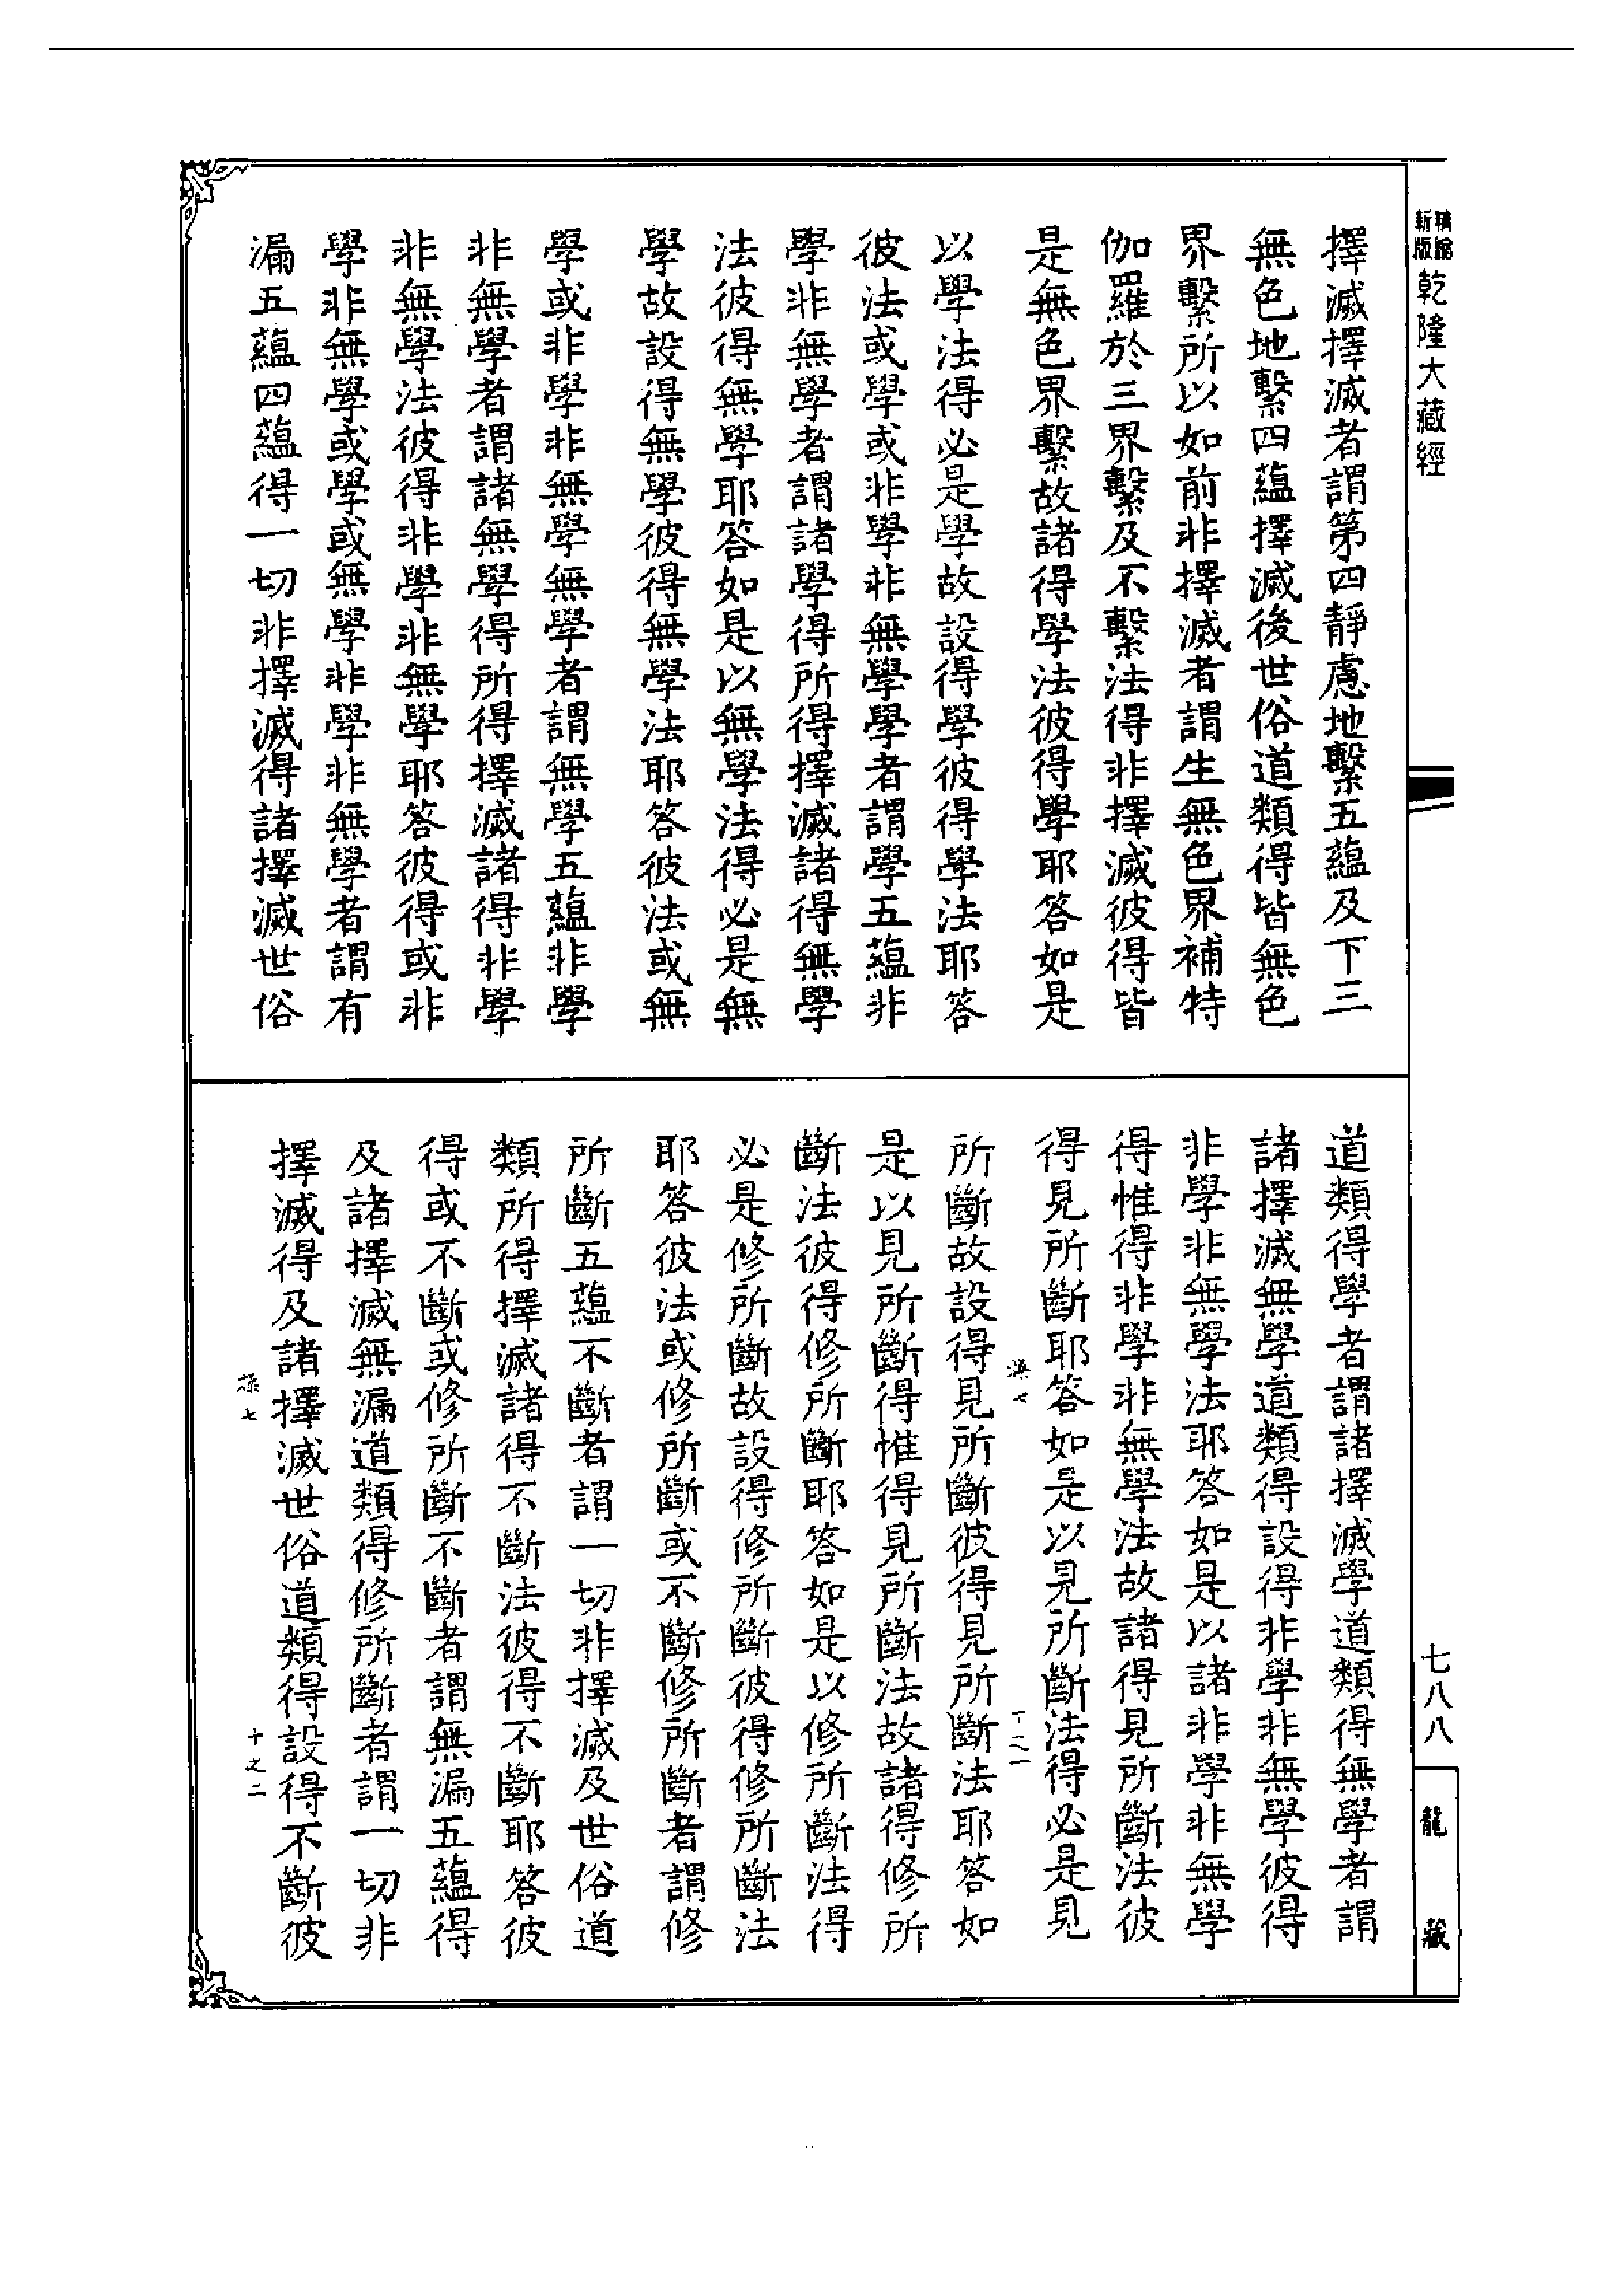 精縮
新版
乾隆大藏經
擇滅擇滅者謂第四靜慮地繫五蘊及下三
無色地繫四蘊擇滅後世俗道類得皆無色
界繫所以如前非擇滅者謂生無色界補特
伽羅於三界繫及不繫法得非擇滅彼得皆
是無色界繫故諸得學法彼得學耶答如是
以學法得必是學故設得學彼得學法耶答
彼法或學或非學非無學學者謂學五蘊非
學非無學者謂諸學得所得擇滅諸得無學
法彼得無學耶答如是以無學法得必是無
學故設得無學彼得無學法耶答彼法或無
學或非學非無學無學者謂無學五蘊非學
非無學者謂諸無學得所得擇滅諸得非學
非無學法彼得非學非無學耶答彼得或非
學非無學或學或無學非學非無學者謂有
漏五蘊四蘊得一切非擇滅得諸擇滅世俗
道類得學者謂諸擇滅學道類得無學者謂
諸擇滅無學道類得設得非學非無學彼得
非學非無學法耶答如是以諸非學非無學
得惟得非學非無學法故諸得見所斷法彼
得見所斷耶答如是以見所斷法得必是見
所斷故設得見所斷彼得見所斷法耶答如
是以見所斷得惟得見所斷法故諸得修所
斷法彼得修所斷耶答如是以修所斷法得
必是修所斷故設得修所斷彼得修所斷法
耶答彼法或修所斷或不斷修所斷者謂修
所斷五蘊不斷者謂一切非擇滅及世俗道
類所得擇滅諸得不斷法彼得不斷耶答彼
得或不斷或修所斷不斷者謂無漏五蘊得
及諸擇滅無漏道類得修所斷者謂一切非
擇滅得及諸擇滅世俗道類得設得不斷彼
七
七
十之二
七八八
龍藏